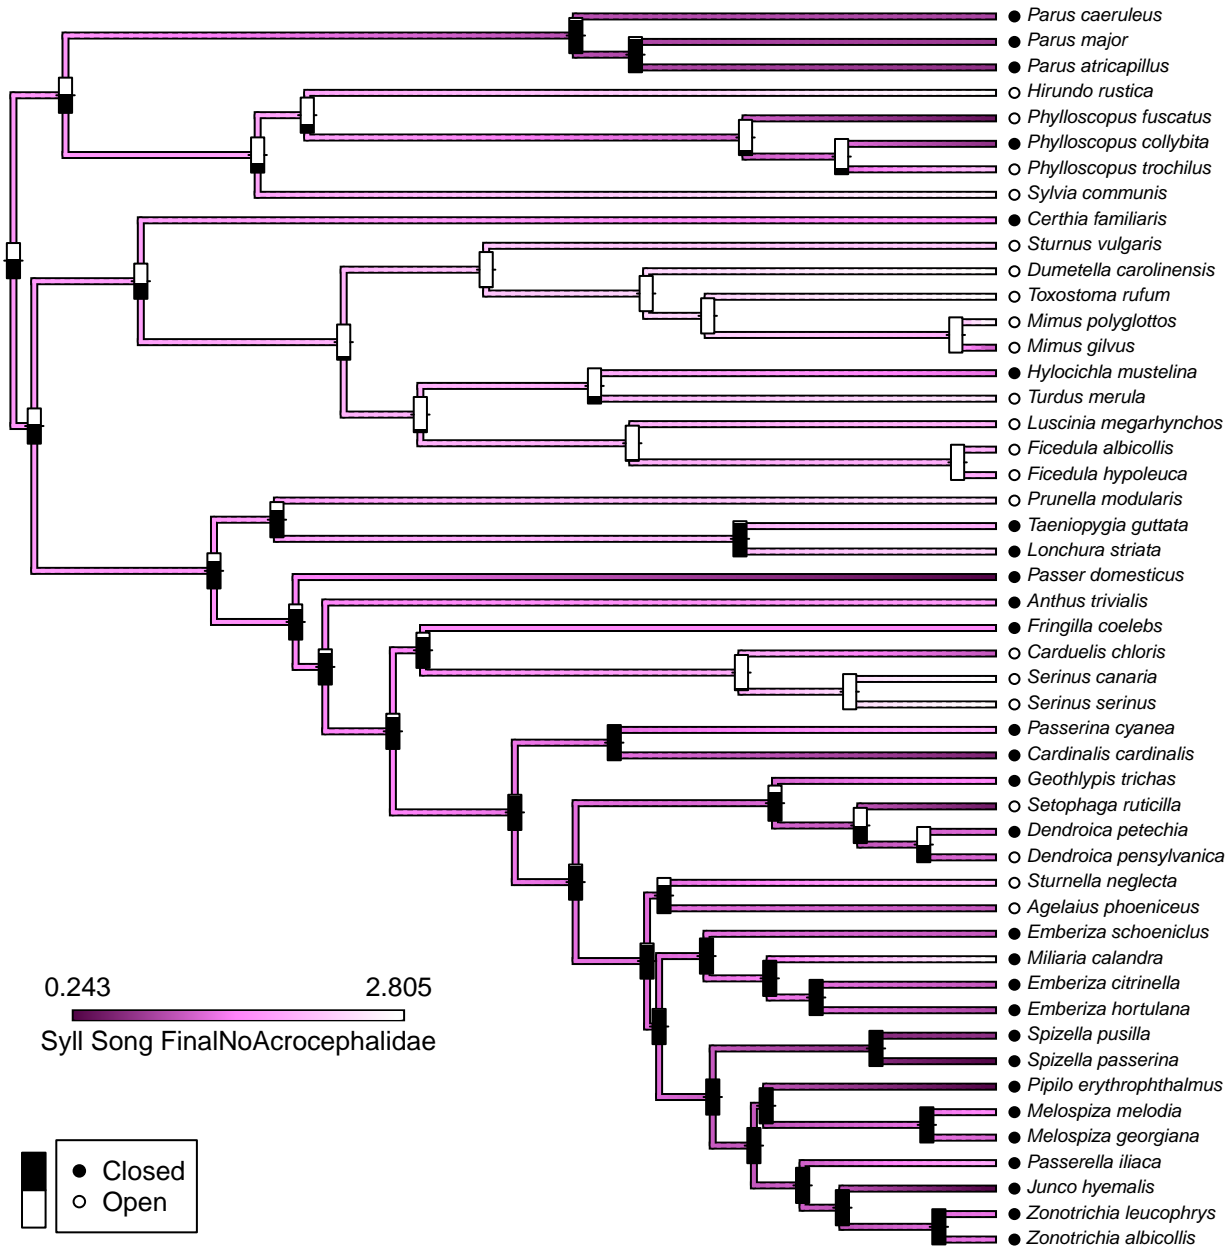 Parus caeruleus
Parus major
Parus atricapillus
Hirundo rustica
Phylloscopus fuscatus
Phylloscopus collybita
Phylloscopus trochilus
Sylvia communis
Certhia familiaris
Sturnus vulgaris
Dumetella carolinensis
Toxostoma rufum
Mimus polyglottos
Mimus gilvus
Hylocichla mustelina
Turdus merula
Luscinia megarhynchos
Ficedula albicollis
Ficedula hypoleuca
Prunella modularis
Taeniopygia guttata
Lonchura striata
Passer domesticus
Anthus trivialis
Fringilla coelebs
Carduelis chloris
Serinus canaria
Serinus serinus
Passerina cyanea
Cardinalis cardinalis
Geothlypis trichas
Setophaga ruticilla
Dendroica petechia
Dendroica pensylvanica
Sturnella neglecta
Agelaius phoeniceus
Emberiza schoeniclus
Miliaria calandra
Emberiza citrinella
Emberiza hortulana
Spizella pusilla
Spizella passerina
Pipilo erythrophthalmus
Melospiza melodia
Melospiza georgiana
Passerella iliaca
Junco hyemalis
Zonotrichia leucophrys
Zonotrichia albicollis
0.243 2.805
Syll Song FinalNoAcrocephalidae
Closed
Open